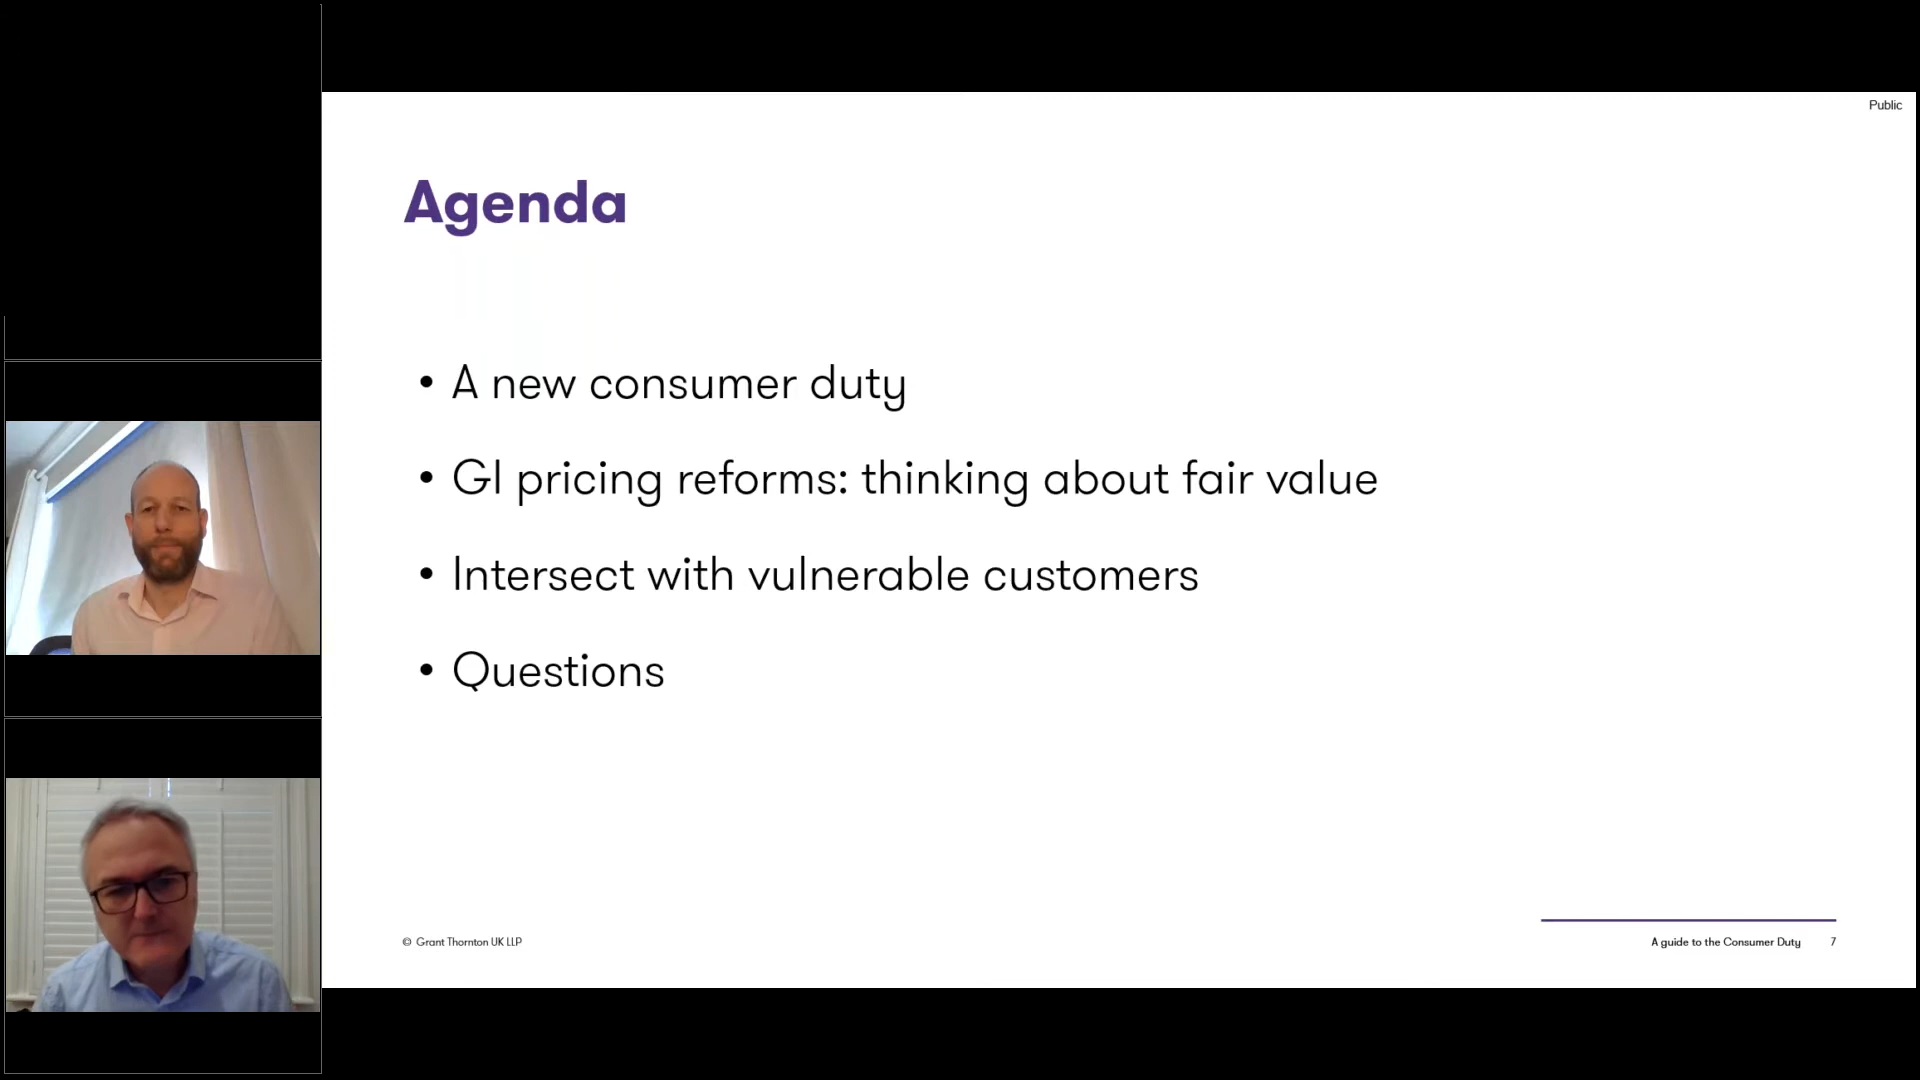 Public
Agenda
• A new consumer duty
• GI pricing reforms: thinking about fair value
• Intersect with vulnerable customers
• Questions
© Grant Thornton UK LLP
A guide to the Consumer Duty 7